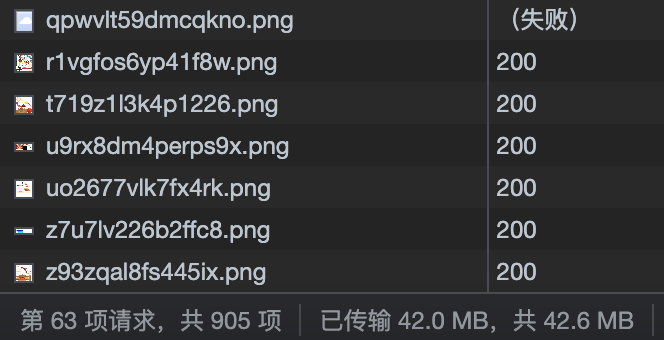 qpwvlt59dmcqkno.png （失败）
r1vgfos6yp41f8w.png 200
t719z1l3k4p1226.png 200
u9rx8dm4perps9x.png 200
uo2677vlk7fx4rk.png 200
z7u7lv226b2ffc8.png 200
z93zqal8fs445ix.png 200
第 63 项请求，共 905 项 已传输 42.0 MB，共 42.6 MB